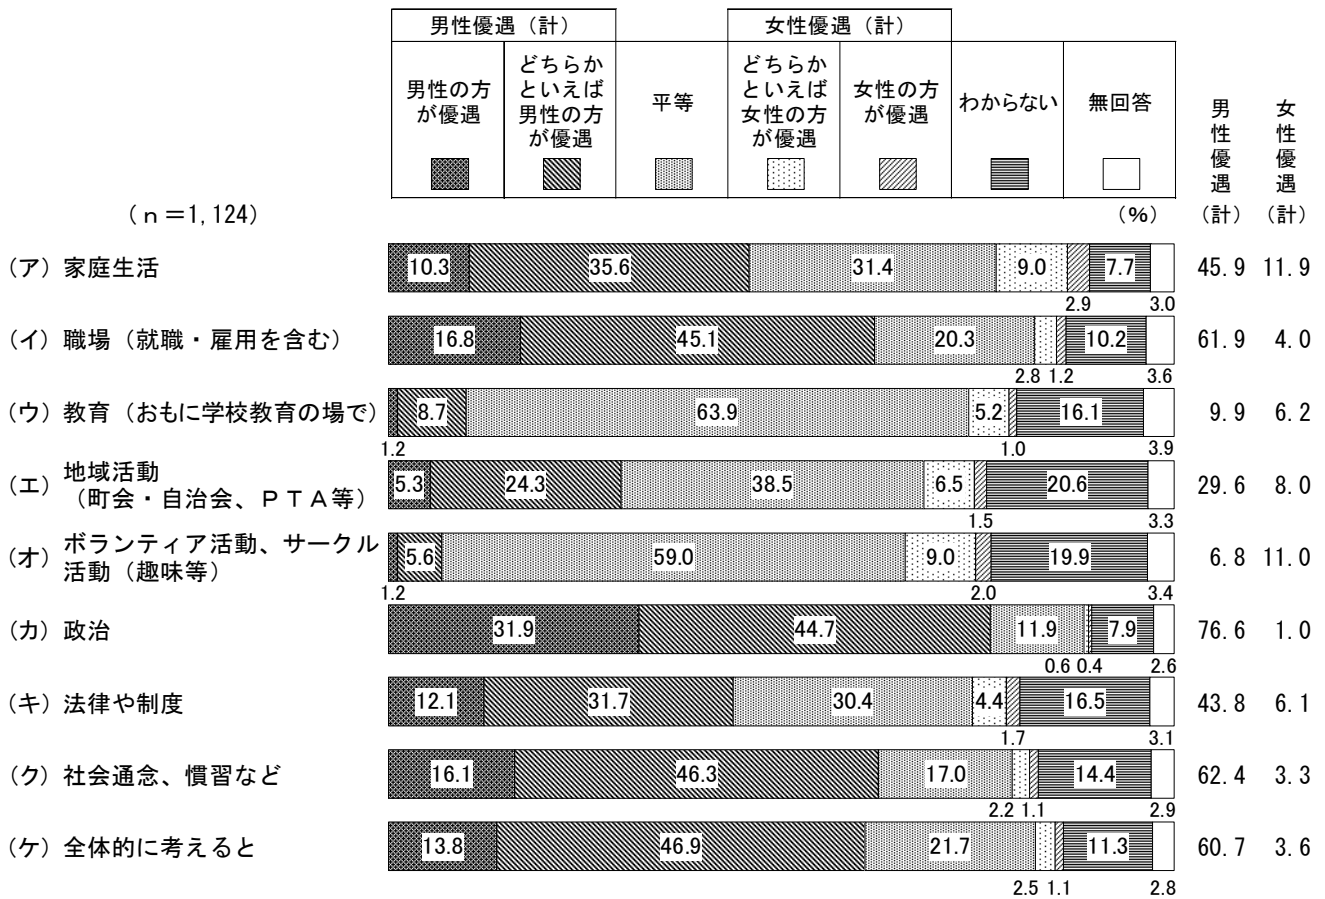 男性優遇（計） 女性優遇（計）
男性の方が優遇 どちらかといえば男性の方が優遇 平等 どちらかといえば女性の方が優遇 女性の方が優遇 わからない 無回答
男性優遇（計） 女性優遇（計）
（ｎ＝1,124） （％）
（ア）家庭生活 10.3 35.6 31.4 9.0 7.7 45.9 11.9
2.9 3.0
（イ）職場（就職・雇用を含む） 16.8 45.1 20.3 10.2 61.9 4.0
2.8 1.2 3.6
（ウ）教育（おもに学校教育の場で） 8.7 63.9 5.2 16.1 9.9 6.2
1.2 1.0 3.9
（エ）地域活動
（町会・自治会、ＰＴＡ等） 5.3 24.3 38.5 6.5 20.6 29.6 8.0
1.5 3.3
（オ）ボランティア活動、サークル
活動（趣味等） 5.6 59.0 9.0 19.9 6.8 11.0
1.2 2.0 3.4
（カ）政治 31.9 44.7 11.9 7.9 76.6 1.0
0.6 0.4 2.6
（キ）法律や制度 12.1 31.7 30.4 4.4 16.5 43.8 6.1
1.7 3.1
（ク）社会通念、慣習など 16.1 46.3 17.0 14.4 62.4 3.3
2.2 1.1 2.9
（ケ）全体的に考えると 13.8 46.9 21.7 11.3 60.7 3.6
2.5 1.1 2.8